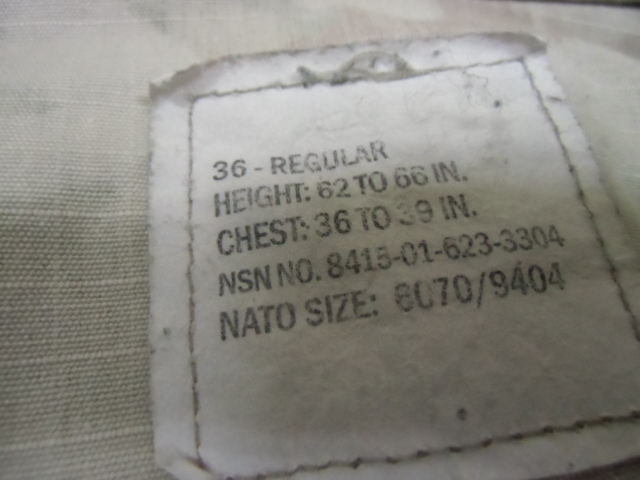 36 - REGULAR
HEIGHT: 62 TO 66 IN.
CHEST: 36 TO 39 IN.
NSN NO. 8415-01-623-3304
NATO SIZE: 6070/9404